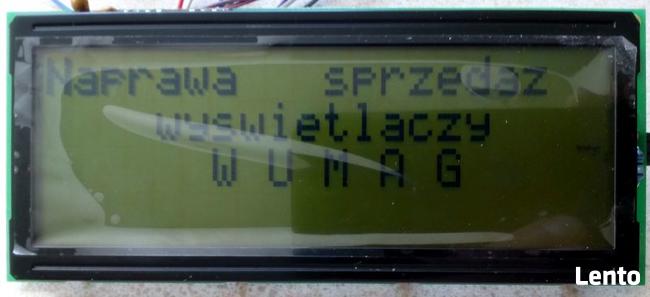 Naprawa sprzedaz
wyswietlaczy
W U M A G
Lento